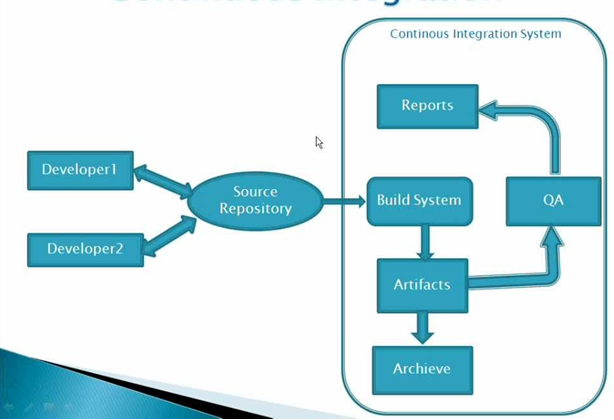 Continous Integration System
Reports
Developer1
Source
Repository
Build System
QA
Developer2
Artifacts
Archieve